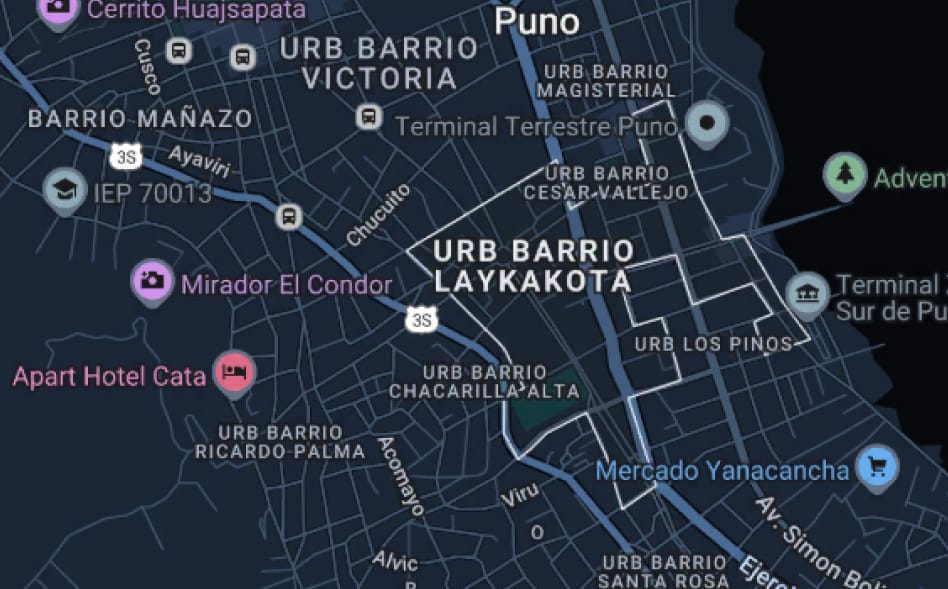 Cerrito Huajsapata
Puno
Cusco
URB BARRIO
VICTORIA
URB BARRIO
MAGISTERIAL
BARRIO MAÑAZO
Terminal Terrestre Puno
3S
Ayaviri
IEP 70013
URB BARRIO
CESAR VALLEJO
Adven
Chucuito
URB BARRIO
LAYKAKOTA
Mirador El Condor
Terminal
Sur de Pu
3S
URB LOS PINOS
Apart Hotel Cata
URB BARRIO
CHACARILLA ALTA
URB BARRIO
RICARDO PALMA
Acomayo
Mercado Yanacancha
Viru
O
Av. Simon Boli
Alvic
URB BARRIO
SANTA ROSA
Ejerci